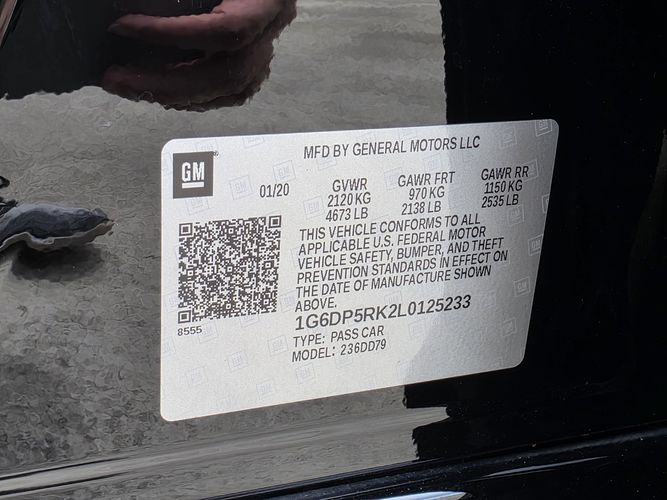 MFD BY GENERAL MOTORS LLC
GM
01/20
GVWR
2120 KG
4673 LB
GAWR FRT
970 KG
2138 LB
GAWR RR
1150 KG
2535 LB
THIS VEHICLE CONFORMS TO ALL
APPLICABLE U.S. FEDERAL MOTOR
VEHICLE SAFETY, BUMPER, AND THEFT
PREVENTION STANDARDS IN EFFECT ON
THE DATE OF MANUFACTURE SHOWN
ABOVE.
8555
1G6DP5RK2L0125233
TYPE: PASS CAR
MODEL: 236DD79